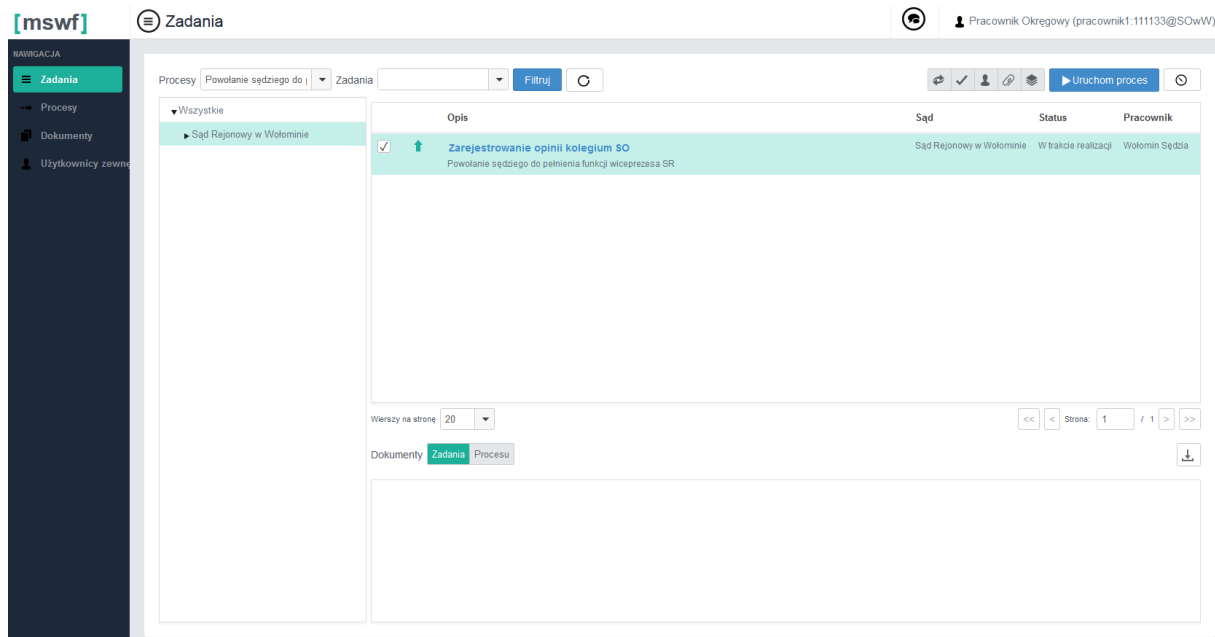 [mswf]
Zadania
Pracownik Okręgowy (pracownik1:111133@SOwW)
NAWIGACJA
Zadania
Procesy
Dokumenty
Użytkownicy zewnę
Procesy Powołanie sędziego do Zadania Filtruj Uruchom proces
Wszystkie
Sąd Rejonowy w Wołominie
Opis Sąd Status Pracownik
Zarejestrowanie opinii kolegium SO Sąd Rejonowy w Wołominie W trakcie realizacji Wołomin Sędzia
Powołanie sędziego do pełnienia funkcji wiceprezesa SR
Wierszy na stronę 20 << < Strona: 1 / 1 > >>
Dokumenty Zadania Procesu